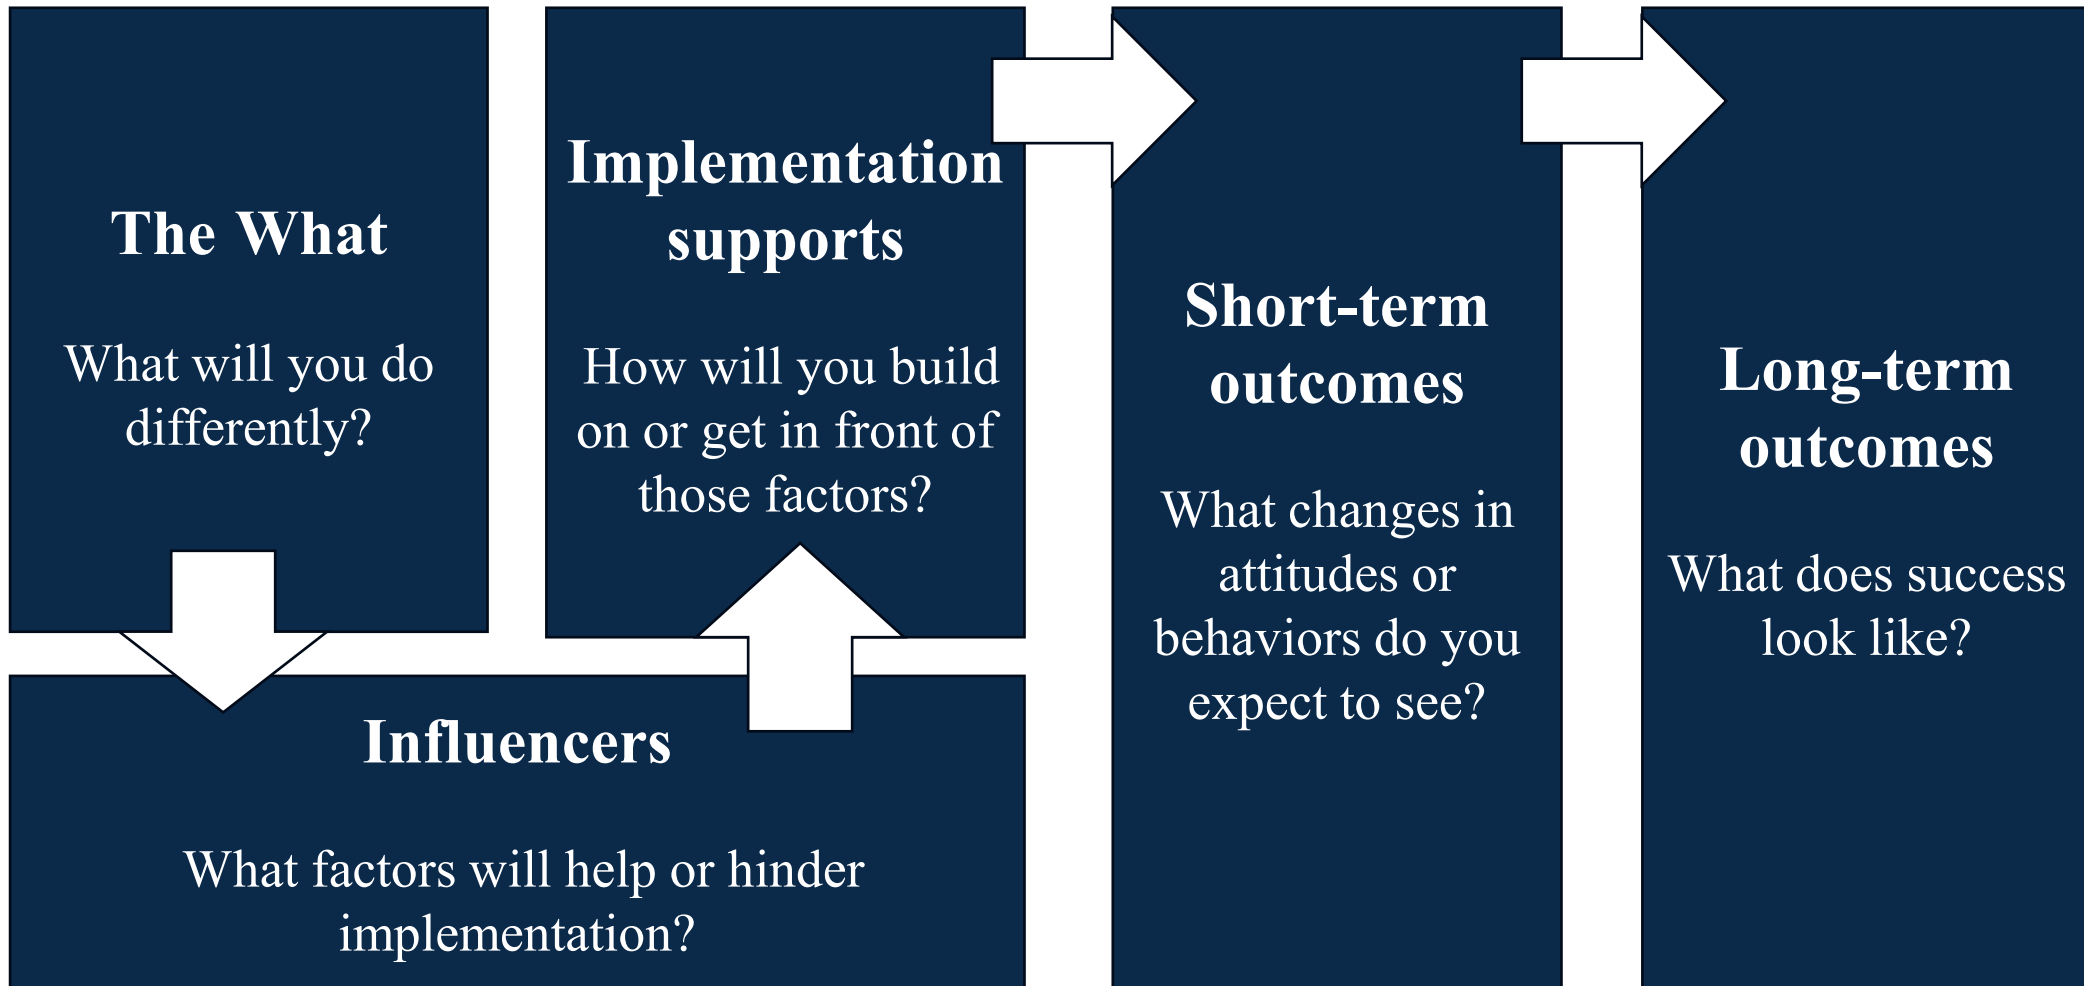 The What
What will you do
differently?
Influencers
What factors will help or hinder
implementation?
Implementation
supports
How will you build
on or get in front of
those factors?
Short-term
outcomes
What changes in
attitudes or
behaviors do you
expect to see?
Long-term
outcomes
What does success
look like?